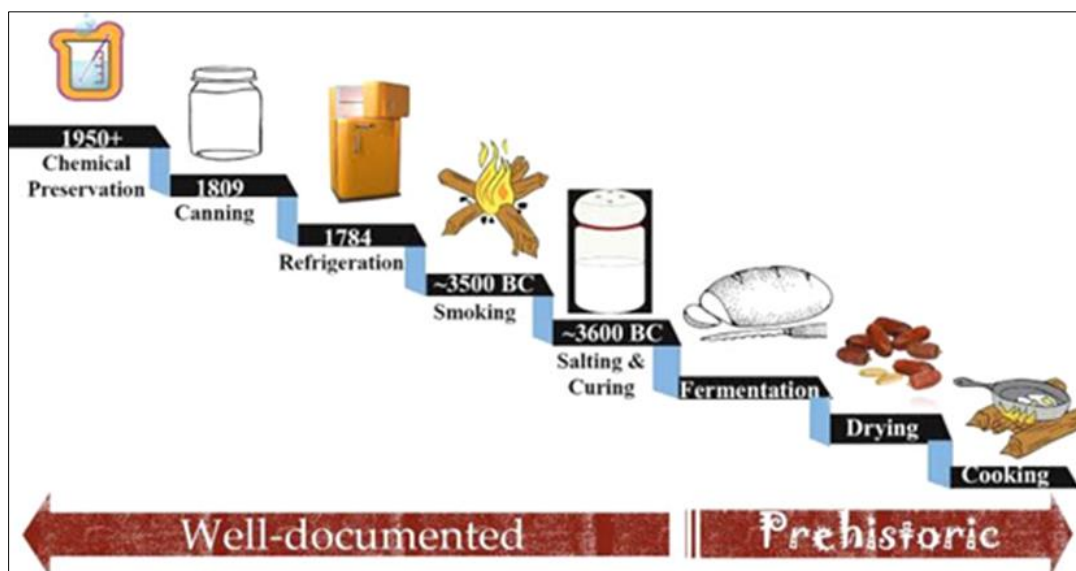 1950+
Chemical
Preservation
1809
Canning
1784
Refrigeration
~3500 BC
Smoking
~3600 BC
Salting &
Curing
Fermentation
Drying
Cooking
Well-documented
Prehistoric